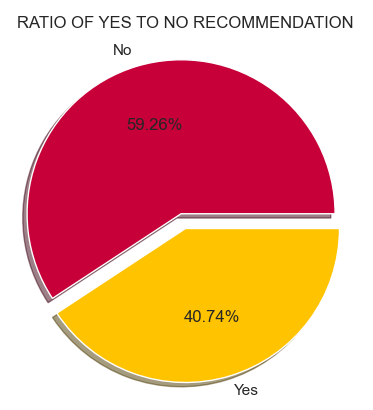 RATIO OF YES TO NO RECOMMENDATION
No
59.26%
40.74%
Yes